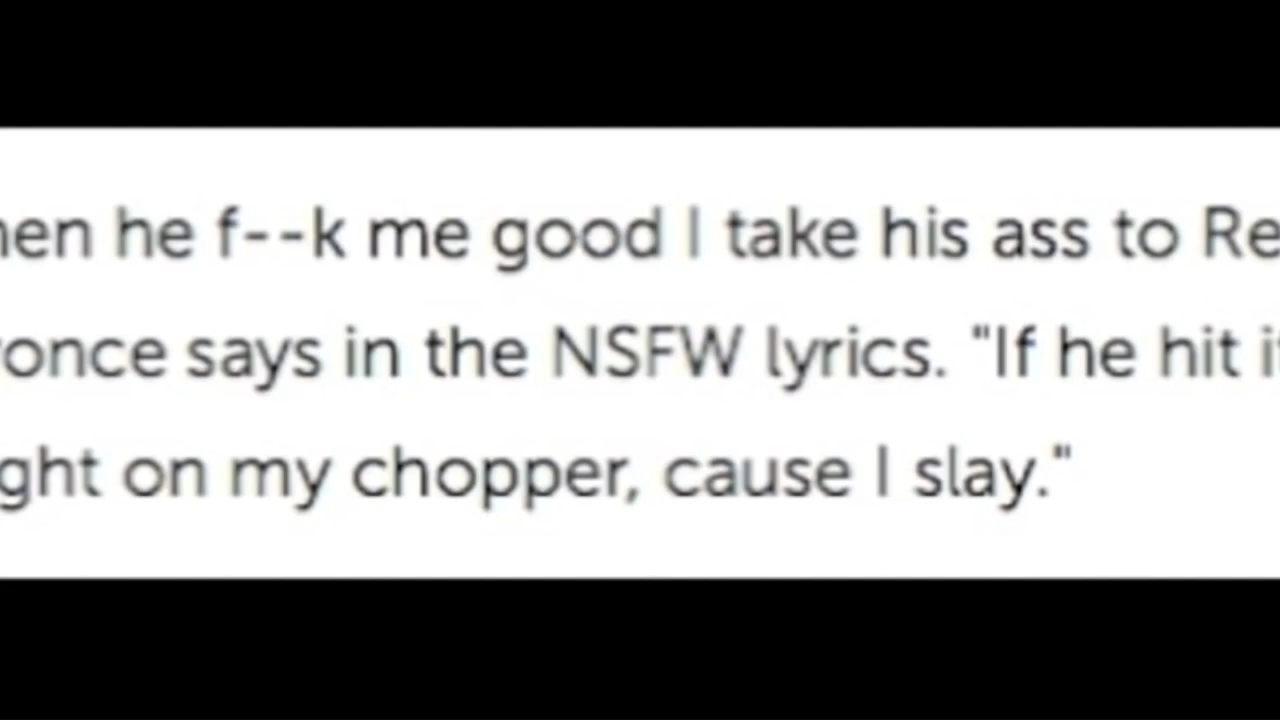 hen he f--k me good I take his ass to Re
once says in the NSFW lyrics. "If he hit i
ght on my chopper, cause I slay."